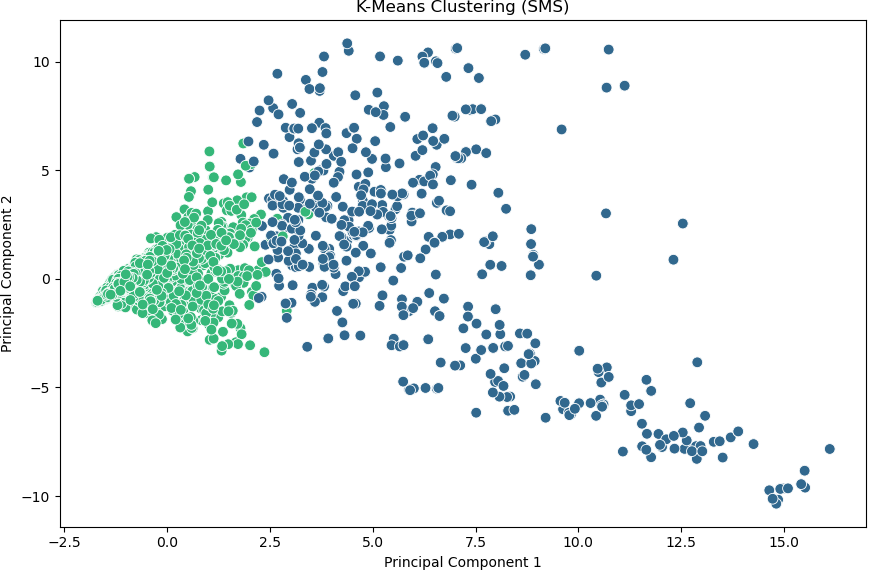 K-Means Clustering (SMS)
10
5
0
−5
−10
Principal Component 2
−2.5 0.0 2.5 5.0 7.5 10.0 12.5 15.0
Principal Component 1